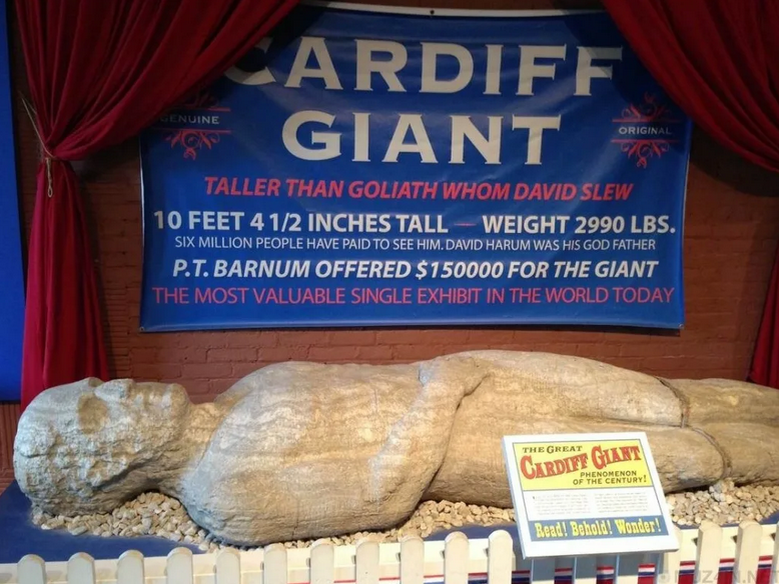 CARDIFF
GENUINE
GIANT
ORIGINAL
TALLER THAN GOLIATH WHOM DAVID SLEW
10 FEET 4 1/2 INCHES TALL — WEIGHT 2990 LBS.
SIX MILLION PEOPLE HAVE PAID TO SEE HIM. DAVID HARUM WAS HIS GOD FATHER
P.T. BARNUM OFFERED $150000 FOR THE GIANT
THE MOST VALUABLE SINGLE EXHIBIT IN THE WORLD TODAY
THE GREAT
CARDIFF GIANT
PHENOMENON
OF THE CENTURY!
Read! Behold! Wonder!